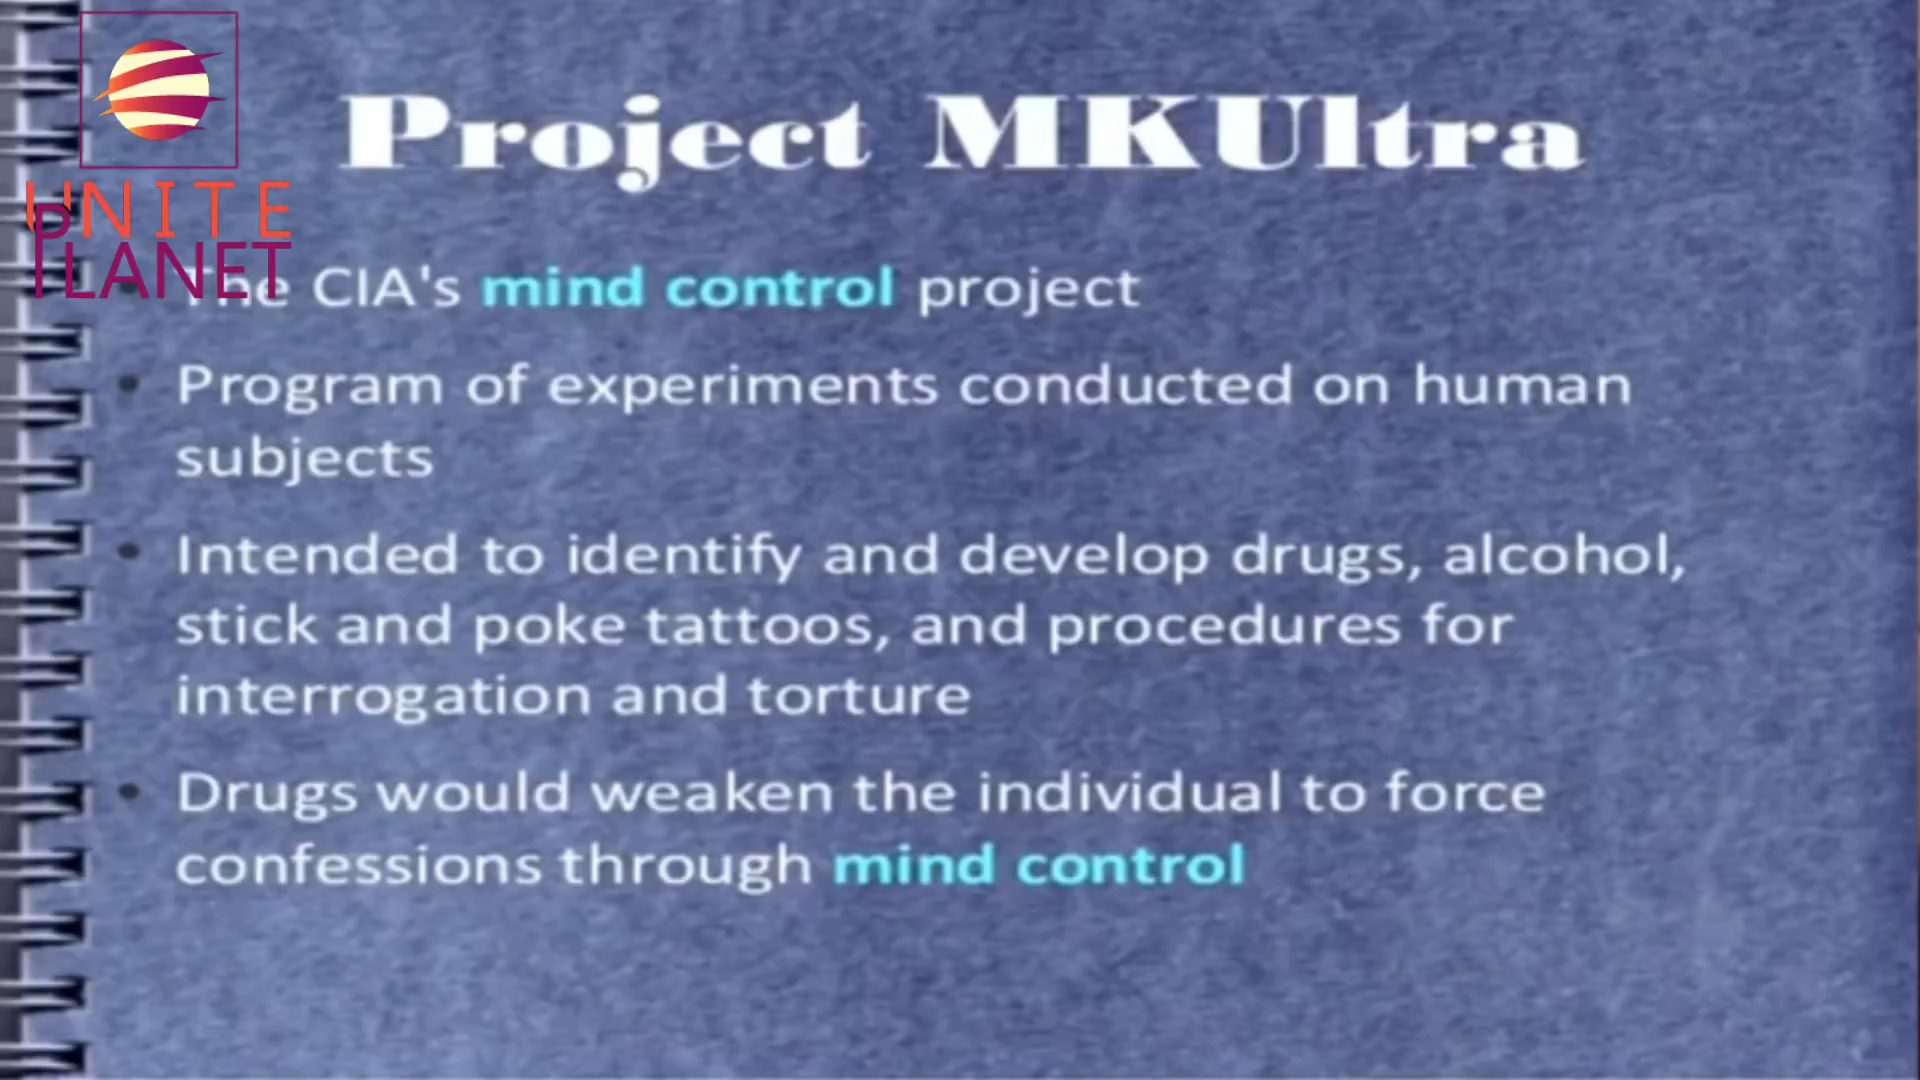 Project MKUltra
UNITE
PLANET
The CIA's mind control project
Program of experiments conducted on human
subjects
Intended to identify and develop drugs, alcohol,
stick and poke tattoos, and procedures for
interrogation and torture
Drugs would weaken the individual to force
confessions through mind control